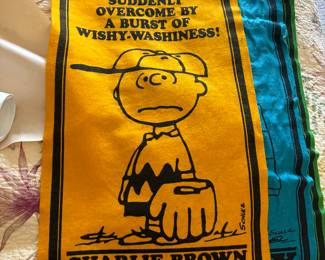 SUDDENLY
OVERCOME BY
A BURST OF
WISHY-WASHINESS!
SCHULZ
CHARLIE BROWN